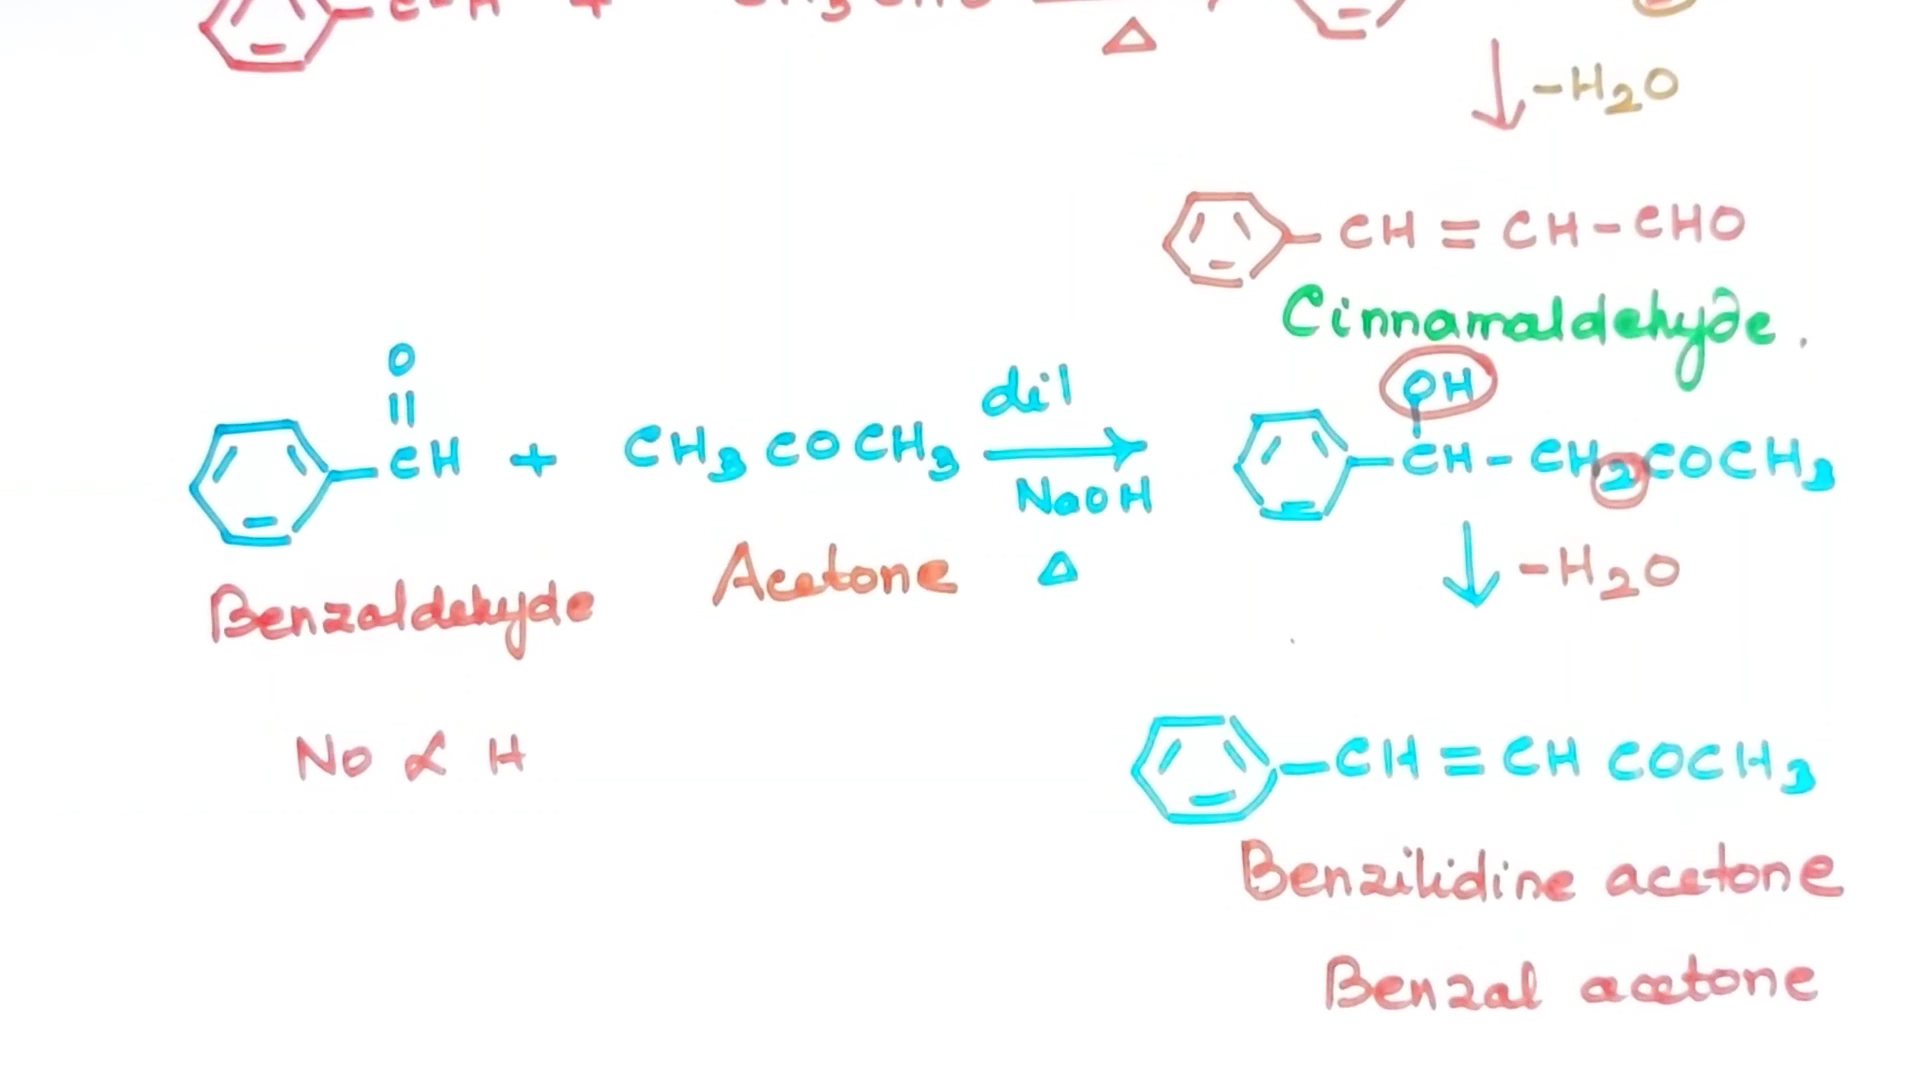 -H2O
CH = CH - CHO
Cinnamaldehyde.
O
OH
CH + CH3COCH3
dil
NaOH
Δ
CH - CH2COCH3
Benzaldehyde
Acetone
-H2O
No α H
CH = CH COCH3
Benzilidine acetone
Benzal acetone